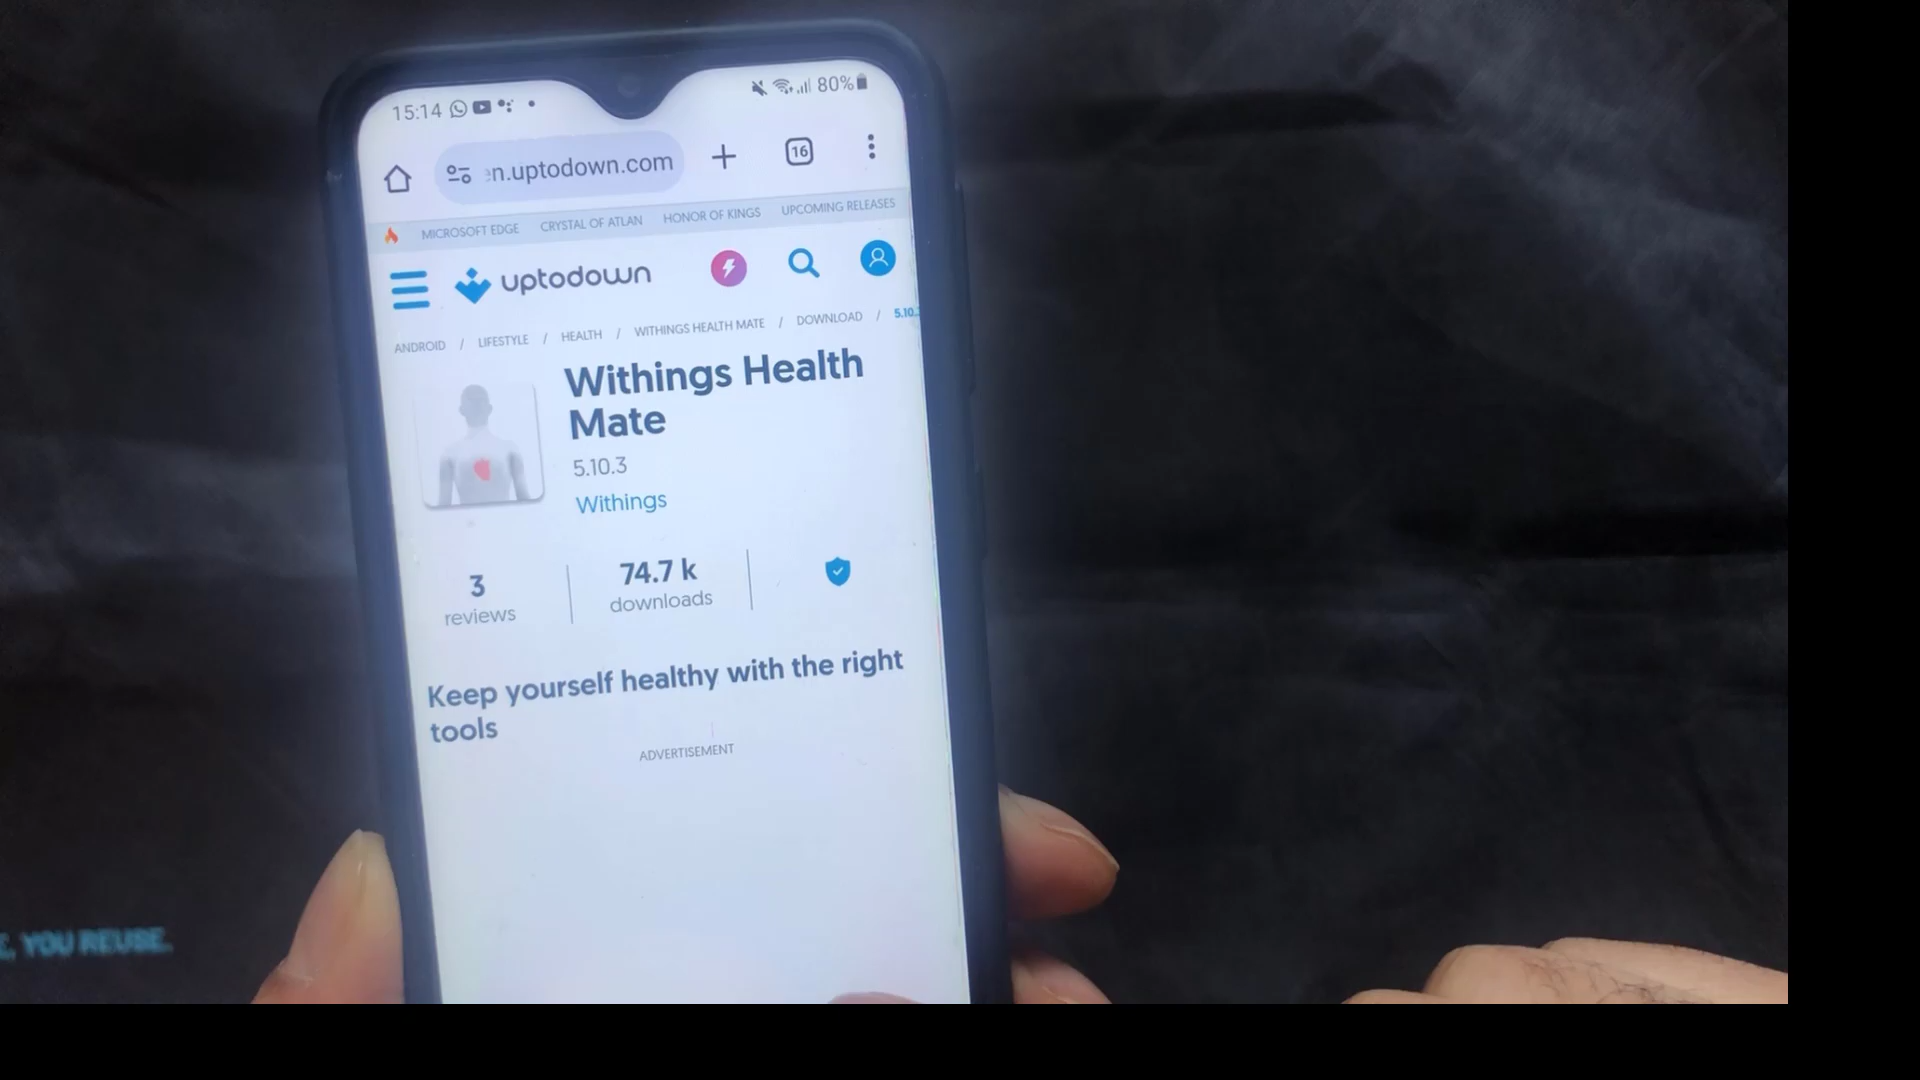 15:14 80%
n.uptodown.com 16
MICROSOFT EDGE CRYSTAL OF ATLAN HONOR OF KINGS UPCOMING RELEASES
uptodown
ANDROID / LIFESTYLE / HEALTH / WITHINGS HEALTH MATE / DOWNLOAD / 5.10.
Withings Health
Mate
5.10.3
Withings
3
reviews
74.7 k
downloads
Keep yourself healthy with the right
tools
ADVERTISEMENT
, YOU REUSE.